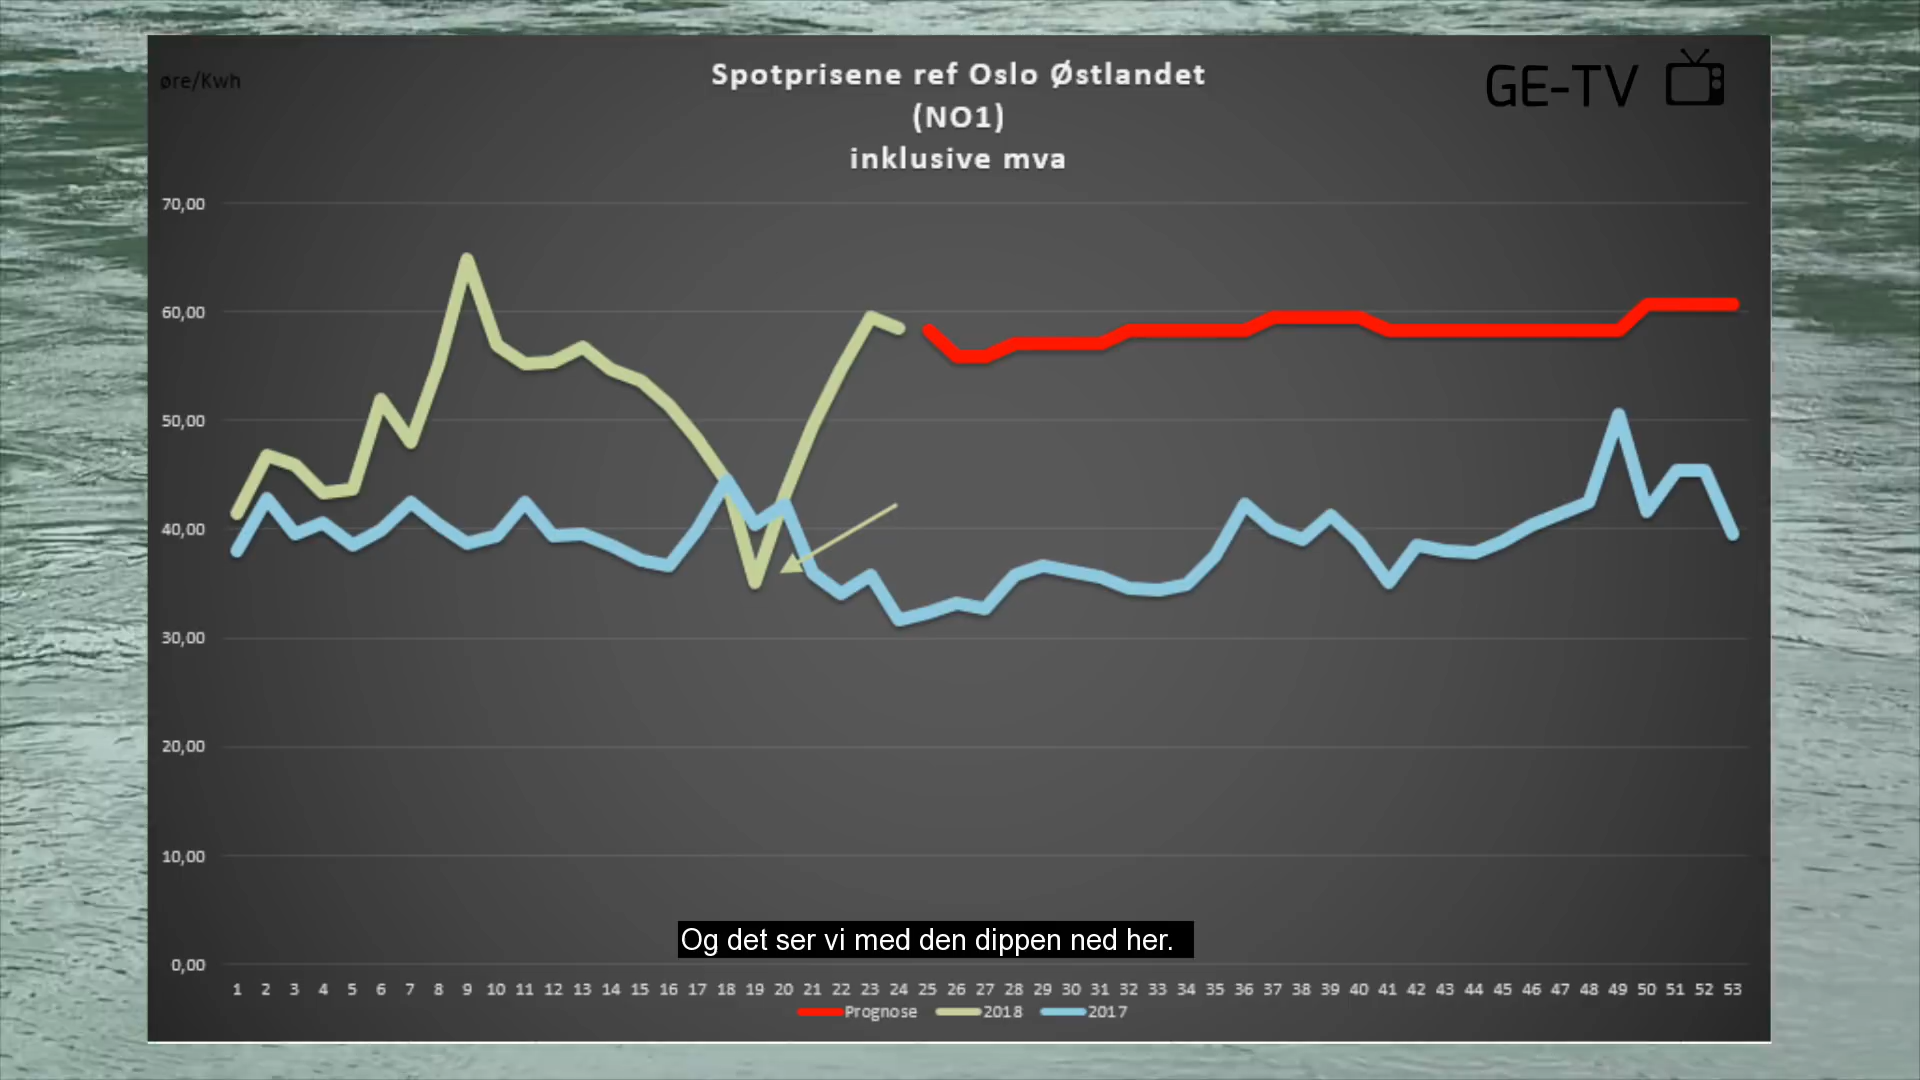 øre/Kwh
Spotprisene ref Oslo Østlandet
(NO1)
inklusive mva
GE-TV
70,00
60,00
50,00
40,00
30,00
20,00
10,00
0,00
Og det ser vi med den dippen ned her.
1 2 3 4 5 6 7 8 9 10 11 12 13 14 15 16 17 18 19 20 21 22 23 24 25 26 27 28 29 30 31 32 33 34 35 36 37 38 39 40 41 42 43 44 45 46 47 48 49 50 51 52 53
Prognose 2018 2017